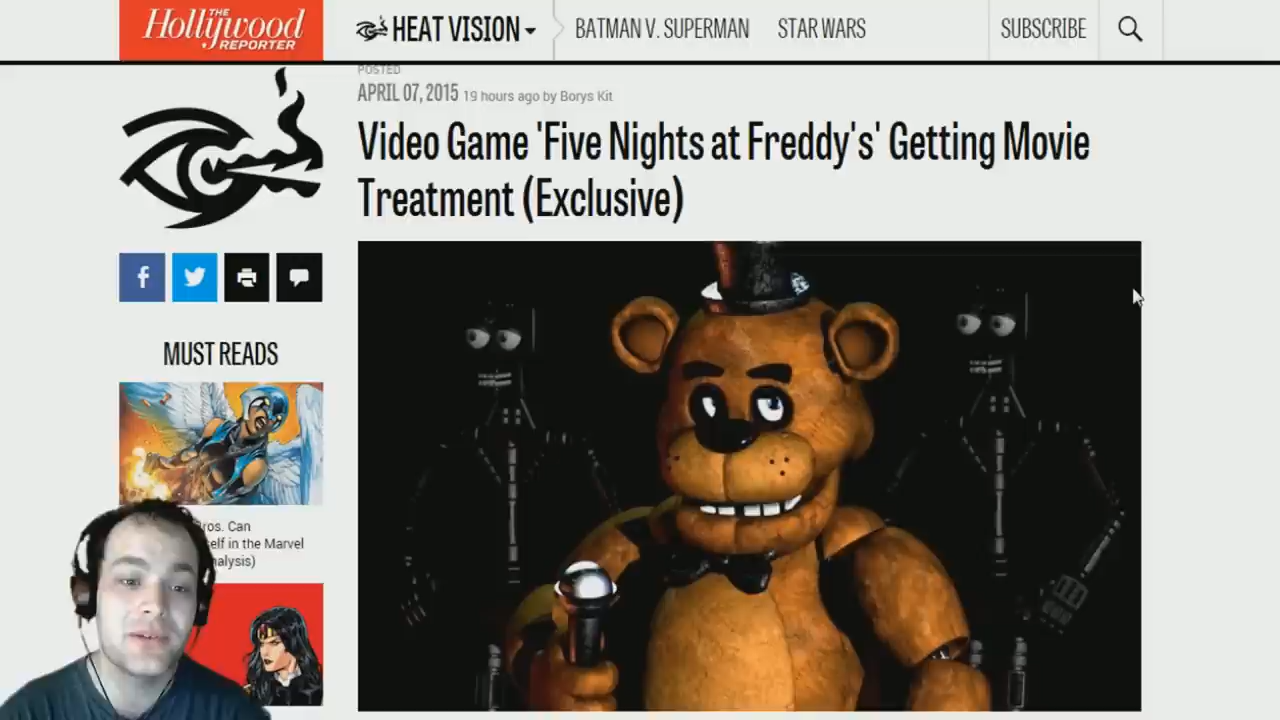 THE
Hollywood
REPORTER
HEAT VISION
BATMAN V. SUPERMAN
STAR WARS
SUBSCRIBE
POSTED
APRIL 07, 2015 19 hours ago by Borys Kit
Video Game 'Five Nights at Freddy's' Getting Movie
Treatment (Exclusive)
MUST READS
ros. Can
elf in the Marvel
nalysis)